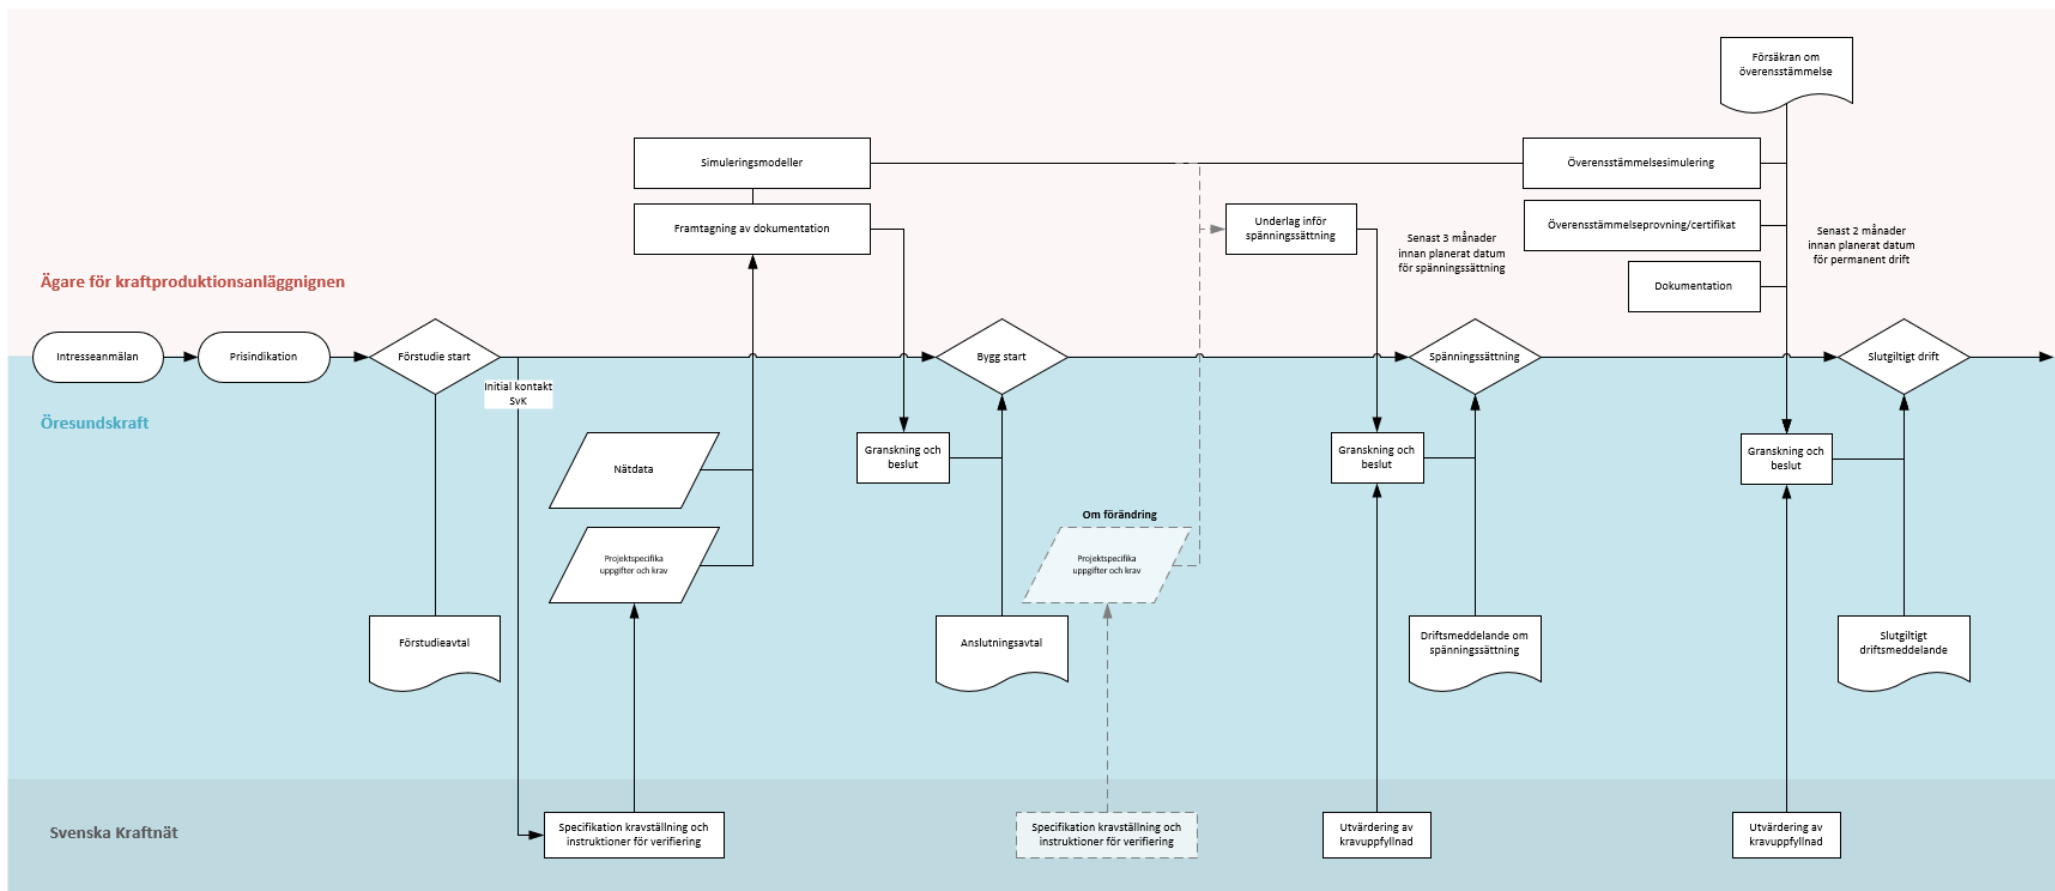 Försäkran om
överensstämmelse
Simuleringsmodeller
Överensstämmelsesimulering
Framtagning av dokumentation
Underlag inför
spänningssättning
Senast 3 månader
innan planerat datum
för spänningssättning
Överensstämmelseprovning/certifikat
Senast 2 månader
innan planerat datum
för permanent drift
Dokumentation
Ägare för kraftproduktionsanläggnignen
Intresseanmälan
Prisindikation
Förstudie start
Bygg start
Spänningssättning
Slutgiltigt drift
Initial kontakt
SvK
Öresundskraft
Nätdata
Granskning och
beslut
Granskning och
beslut
Granskning och
beslut
Om förändring
Projektspecifika
uppgifter och krav
Projektspecifika
uppgifter och krav
Förstudieavtal
Anslutningsavtal
Driftsmeddelande om
spänningssättning
Slutgiltigt
driftsmeddelande
Svenska Kraftnät
Specifikation kravställning och
instruktioner för verifiering
Specifikation kravställning och
instruktioner för verifiering
Utvärdering av
kravuppfyllnad
Utvärdering av
kravuppfyllnad